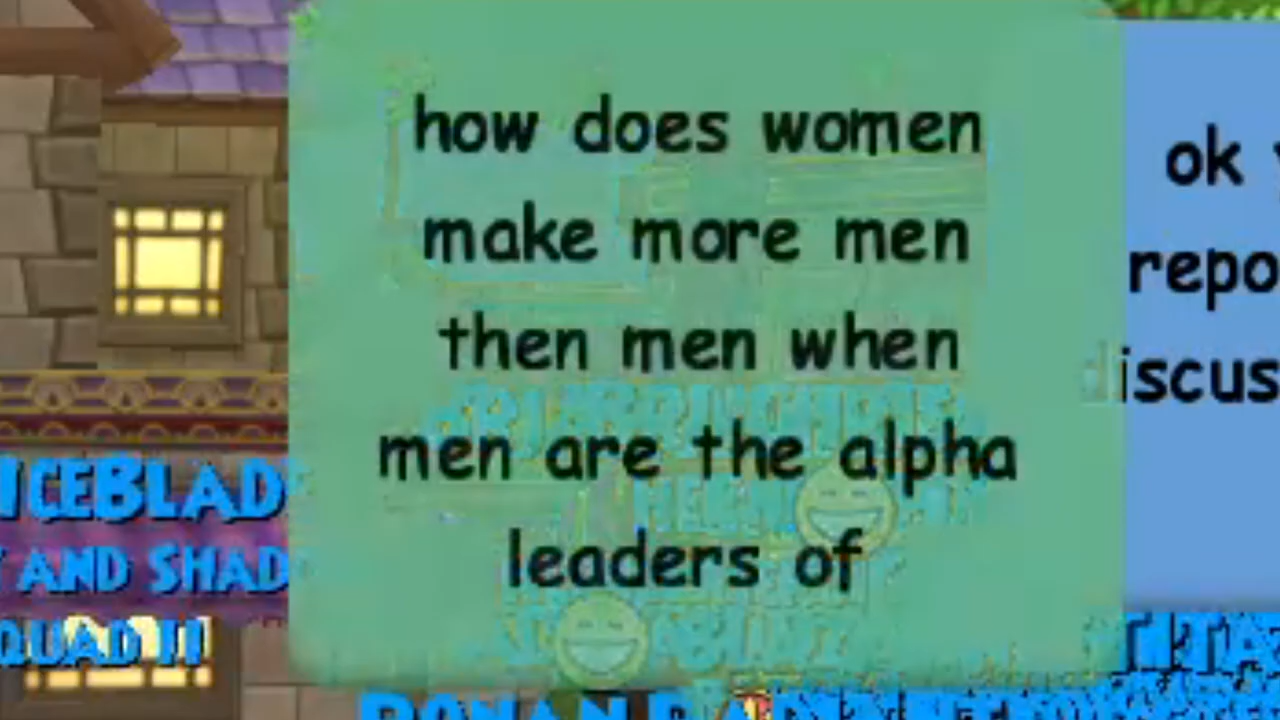 how does women
make more men
then men when
men are the alpha
leaders of
ok
repo
iscus
ICEBLAD
AND SHAD
QUAD II
TITA